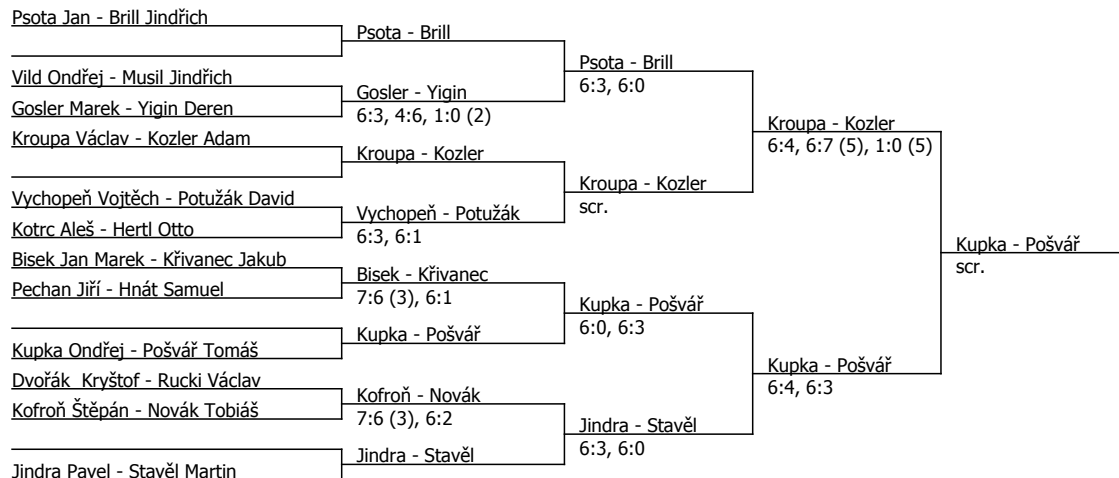 Psota Jan - Brill Jindřich
Psota - Brill
Psota - Brill
6:3, 6:0
Vild Ondřej - Musil Jindřich
Gosler - Yigin
6:3, 4:6, 1:0 (2)
Gosler Marek - Yigin Deren
Kroupa - Kozler
6:4, 6:7 (5), 1:0 (5)
Kroupa Václav - Kozler Adam
Kroupa - Kozler
Kroupa - Kozler
scr.
Vychopeň Vojtěch - Potužák David
Vychopeň - Potužák
6:3, 6:1
Kotrc Aleš - Hertl Otto
Kupka - Pošvář
scr.
Bisek Jan Marek - Křivanec Jakub
Bisek - Křivanec
7:6 (3), 6:1
Pechan Jiří - Hnát Samuel
Kupka - Pošvář
6:0, 6:3
Kupka - Pošvář
Kupka Ondřej - Pošvář Tomáš
Kupka - Pošvář
6:4, 6:3
Dvořák  Kryštof - Rucki Václav
Kofroň - Novák
7:6 (3), 6:2
Kofroň Štěpán - Novák Tobiáš
Jindra - Stavěl
6:3, 6:0
Jindra - Stavěl
Jindra Pavel - Stavěl Martin